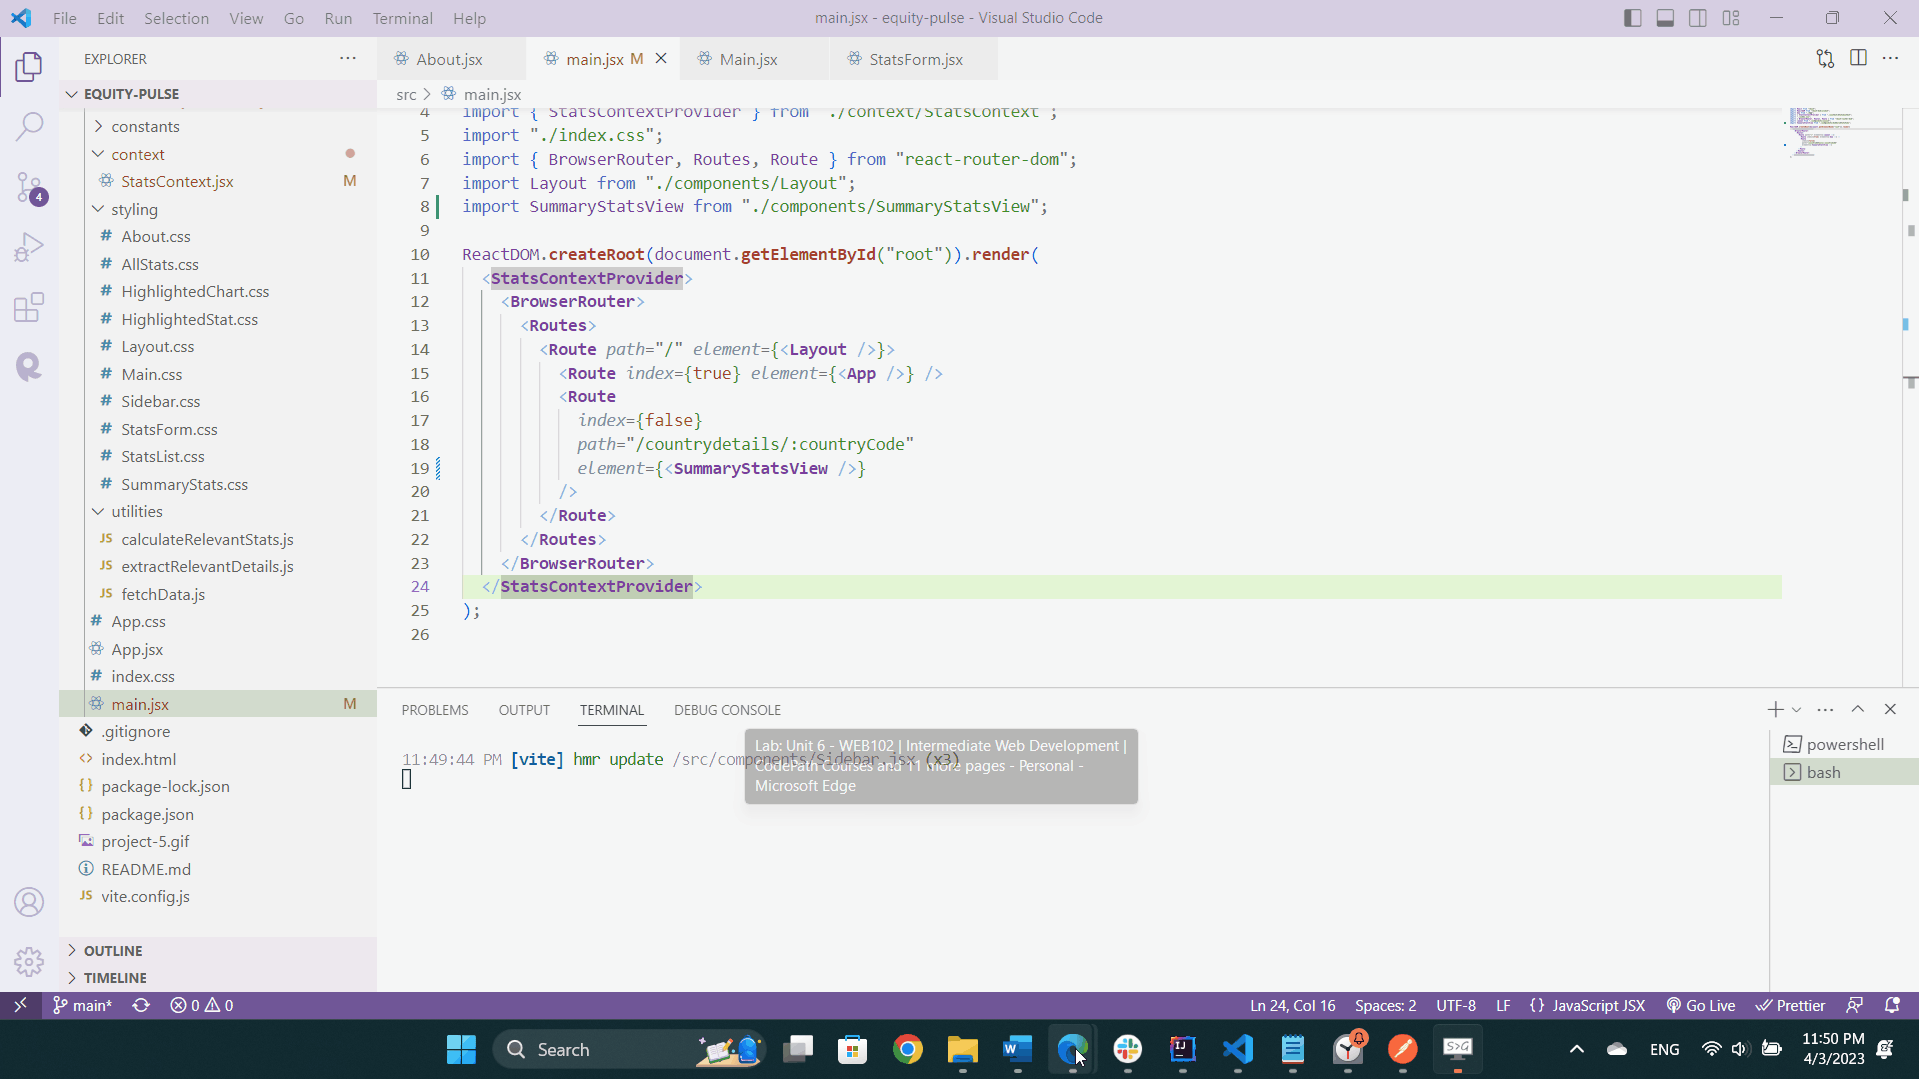 File Edit Selection View Go Run Terminal Help
main.jsx - equity-pulse - Visual Studio Code
EXPLORER
EQUITY-PULSE
constants
context
StatsContext.jsx M
styling
About.css
AllStats.css
HighlightedChart.css
HighlightedStat.css
Layout.css
Main.css
Sidebar.css
StatsForm.css
StatsList.css
SummaryStats.css
utilities
JS calculateRelevantStats.js
JS extractRelevantDetails.js
JS fetchData.js
App.css
App.jsx
index.css
main.jsx M
.gitignore
index.html
package-lock.json
package.json
project-5.gif
README.md
JS vite.config.js
OUTLINE
TIMELINE
About.jsx
main.jsx M
Main.jsx
StatsForm.jsx
src > main.jsx
4 import { StatsContextProvider } from "./context/StatsContext";
5 import "./index.css";
6 import { BrowserRouter, Routes, Route } from "react-router-dom";
7 import Layout from "./components/Layout";
8 import SummaryStatsView from "./components/SummaryStatsView";
9
10 ReactDOM.createRoot(document.getElementById("root")).render(
11 <StatsContextProvider>
12 <BrowserRouter>
13 <Routes>
14 <Route path="/" element={<Layout />}>
15 <Route index={true} element={<App />} />
16 <Route
17 index={false}
18 path="/countrydetails/:countryCode"
19 element={<SummaryStatsView />}
20 />
21 </Route>
22 </Routes>
23 </BrowserRouter>
24 </StatsContextProvider>
25 );
26
PROBLEMS OUTPUT TERMINAL DEBUG CONSOLE
11:49:44 PM [vite] hmr update /src/components/Sidebar.jsx (x3)
Lab: Unit 6 - WEB102 | Intermediate Web Development |
CodePath Courses and 11 more pages - Personal -
Microsoft Edge
powershell
bash
4
main* 0 0
Ln 24, Col 16 Spaces: 2 UTF-8 LF {} JavaScript JSX Go Live Prettier
Search
ENG
11:50 PM
4/3/2023